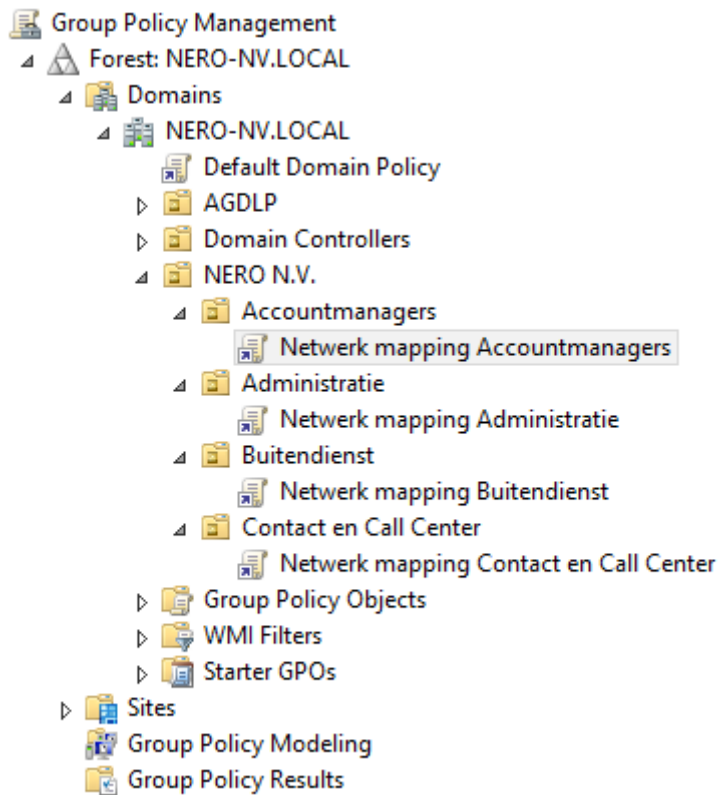 Group Policy Management
Forest: NERO-NV.LOCAL
Domains
NERO-NV.LOCAL
Default Domain Policy
AGDLP
Domain Controllers
NERO N.V.
Accountmanagers
Netwerk mapping Accountmanagers
Administratie
Netwerk mapping Administratie
Buitendienst
Netwerk mapping Buitendienst
Contact en Call Center
Netwerk mapping Contact en Call Center
Group Policy Objects
WMI Filters
Starter GPOs
Sites
Group Policy Modeling
Group Policy Results